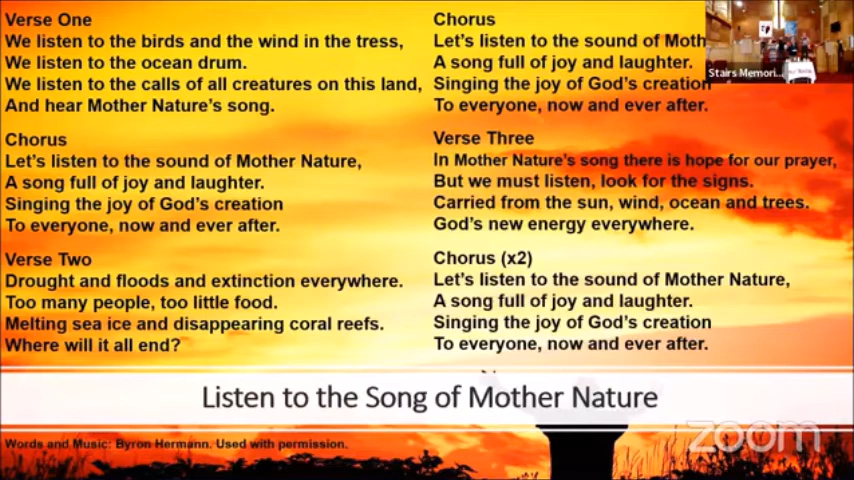 Verse One
We listen to the birds and the wind in the tress,
We listen to the ocean drum.
We listen to the calls of all creatures on this land,
And hear Mother Nature's song.
Chorus
Let's listen to the sound of Mother Nature,
A song full of joy and laughter.
Singing the joy of God's creation
To everyone, now and ever after.
Verse Two
Drought and floods and extinction everywhere.
Too many people, too little food.
Melting sea ice and disappearing coral reefs.
Where will it all end?
Chorus
Let's listen to the sound of Moth
A song full of joy and laughter.
Singing the joy of God's creation
To everyone, now and ever after.
Verse Three
In Mother Nature's song there is hope for our prayer,
But we must listen, look for the signs.
Carried from the sun, wind, ocean and trees.
God's new energy everywhere.
Chorus (x2)
Let's listen to the sound of Mother Nature,
A song full of joy and laughter.
Singing the joy of God's creation
To everyone, now and ever after.
Listen to the Song of Mother Nature
Words and Music: Byron Hermann. Used with permission.
Stairs Memori...
zoom